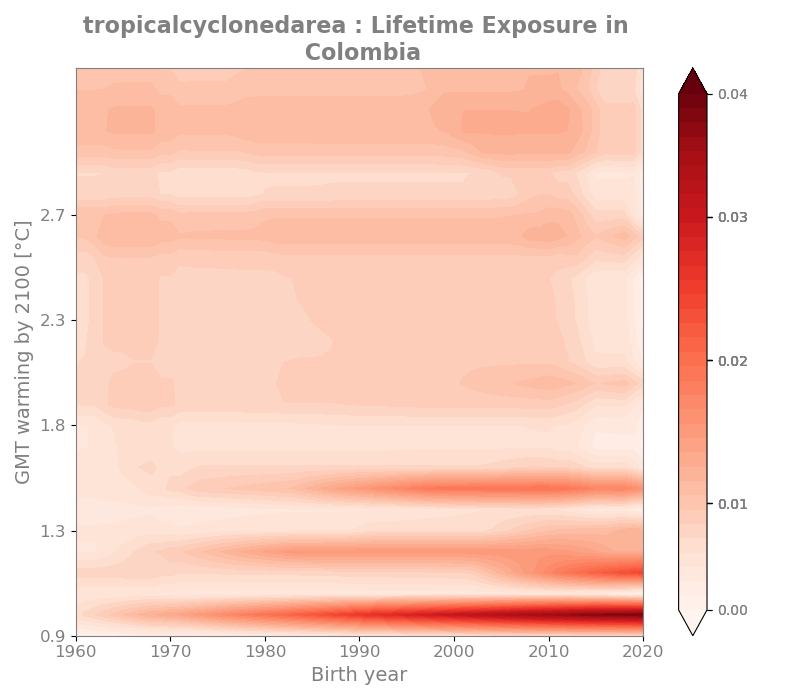 tropicalcyclonedarea : Lifetime Exposure in
Colombia
GMT warming by 2100 [°C]
2.7
2.3
1.8
1.3
0.9
1960 1970 1980 1990 2000 2010 2020
Birth year
0.04
0.03
0.02
0.01
0.00